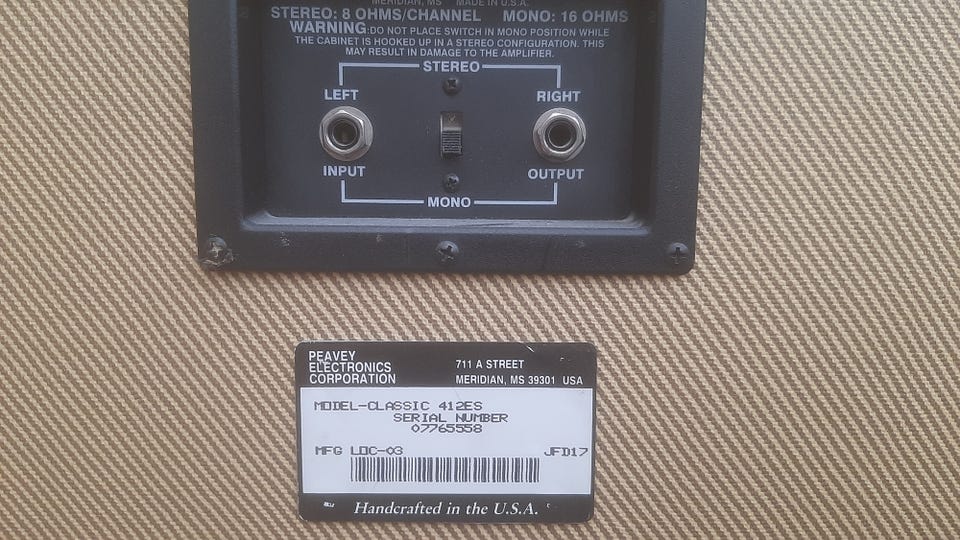 MERIDIAN, MS MADE IN U.S.A.
STEREO: 8 OHMS/CHANNEL MONO: 16 OHMS
WARNING:DO NOT PLACE SWITCH IN MONO POSITION WHILE
THE CABINET IS HOOKED UP IN A STEREO CONFIGURATION. THIS
MAY RESULT IN DAMAGE TO THE AMPLIFIER.
STEREO
LEFT RIGHT
INPUT OUTPUT
MONO
PEAVEY
ELECTRONICS
CORPORATION
711 A STREET
MERIDIAN, MS 39301 USA
MODEL-CLASSIC 412ES
SERIAL NUMBER
07765558
MFG LOC-03 JFD17
Handcrafted in the U.S.A.